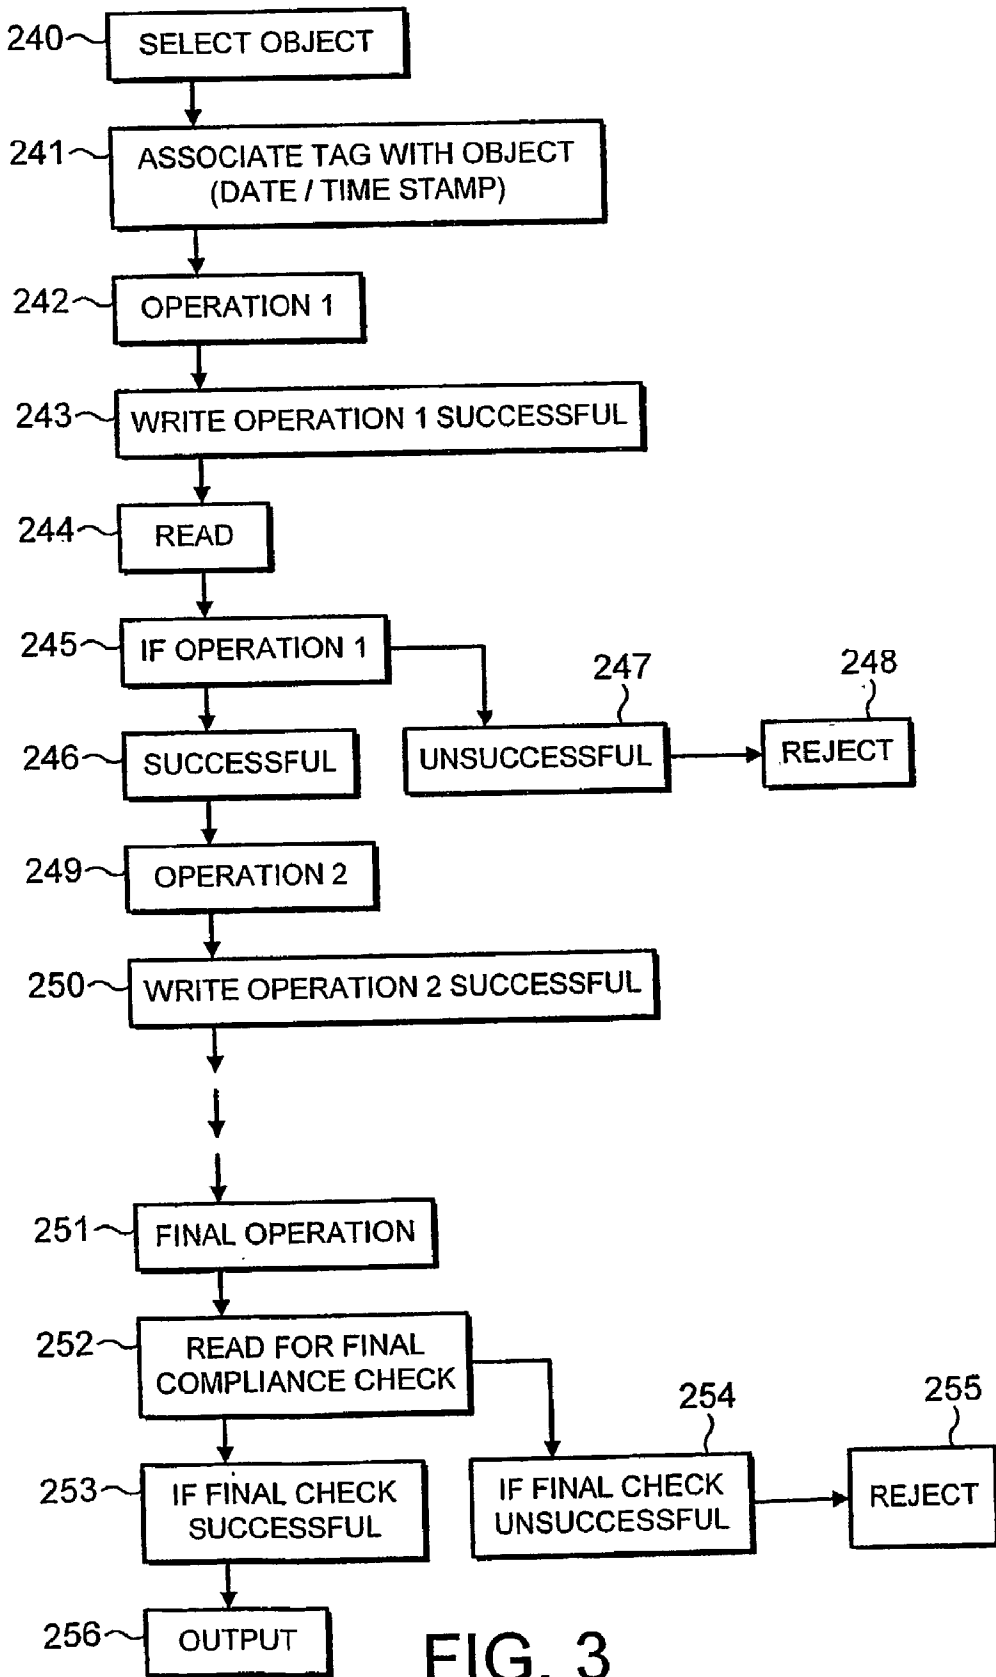 240
SELECT OBJECT
241
ASSOCIATE TAG WITH OBJECT
(DATE / TIME STAMP)
242
OPERATION 1
243
WRITE OPERATION 1 SUCCESSFUL
244
READ
245
IF OPERATION 1
247
248
246
SUCCESSFUL
UNSUCCESSFUL
REJECT
249
OPERATION 2
250
WRITE OPERATION 2 SUCCESSFUL
251
FINAL OPERATION
252
READ FOR FINAL
COMPLIANCE CHECK
254
255
253
IF FINAL CHECK
SUCCESSFUL
IF FINAL CHECK
UNSUCCESSFUL
REJECT
256
OUTPUT
FIG. 3